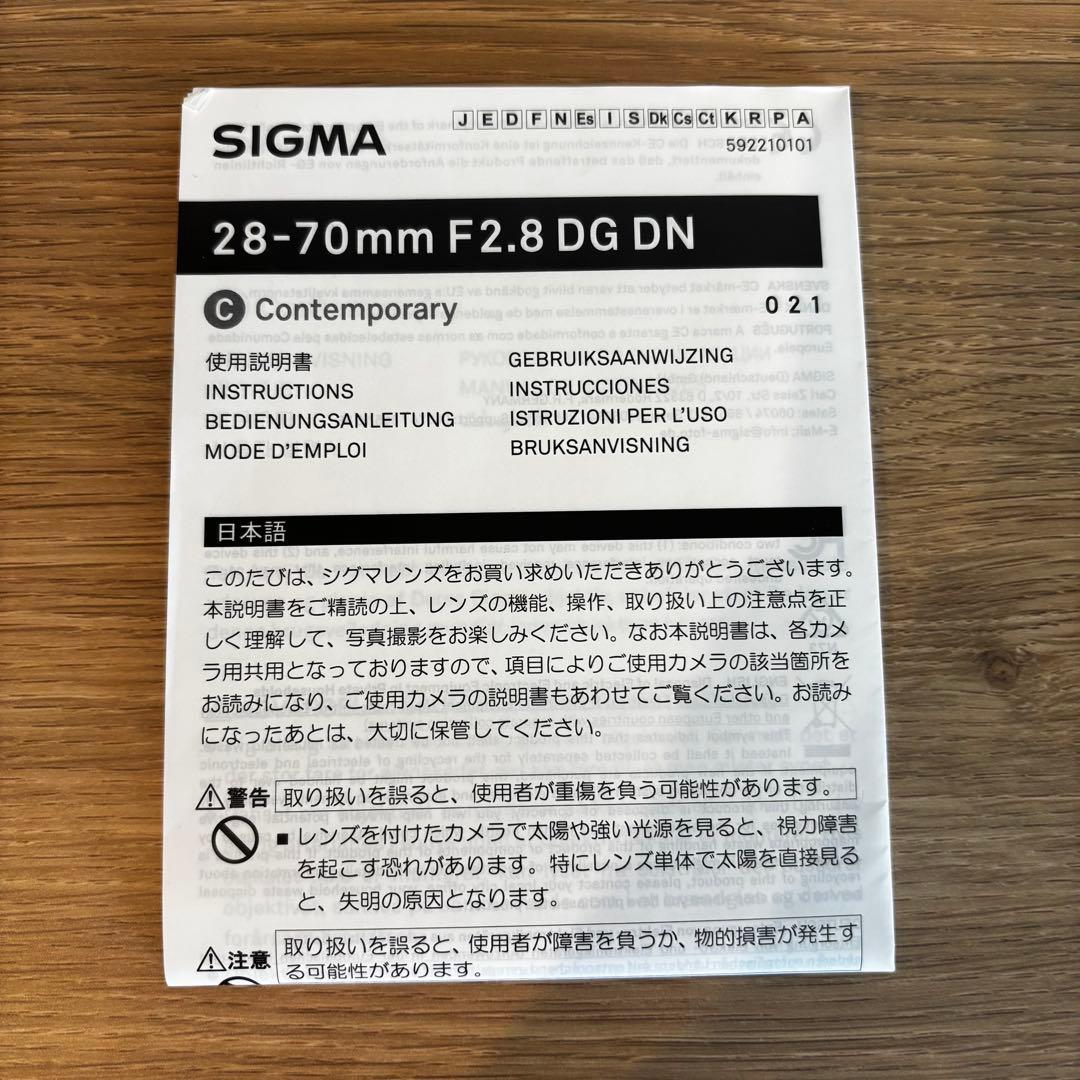 SIGMA
J E D F N Es I S Dk Cs Ct K R P A
592210101
28-70mm F2.8 DG DN
C Contemporary
021
使用説明書
INSTRUCTIONS
BEDIENUNGSANLEITUNG
MODE D'EMPLOI
GEBRUIKSAANWIJZING
INSTRUCCIONES
ISTRUZIONI PER L'USO
BRUKSANVISNING
日本語
このたびは、シグマレンズをお買い求めいただきありがとうございます。
本説明書をご精読の上、レンズの機能、操作、取り扱い上の注意点を正
しく理解して、写真撮影をお楽しみください。なお本説明書は、各カメ
ラ用共用となっておりますので、項目によりご使用カメラの該当箇所を
お読みになり、ご使用カメラの説明書もあわせてご覧ください。お読み
になったあとは、大切に保管してください。
⚠警告 取り扱いを誤ると、使用者が重傷を負う可能性があります。
■ レンズを付けたカメラで太陽や強い光源を見ると、視力障害
を起こす恐れがあります。特にレンズ単体で太陽を直接見る
と、失明の原因となります。
⚠注意 取り扱いを誤ると、使用者が障害を負うか、物的損害が発生す
る可能性があります。